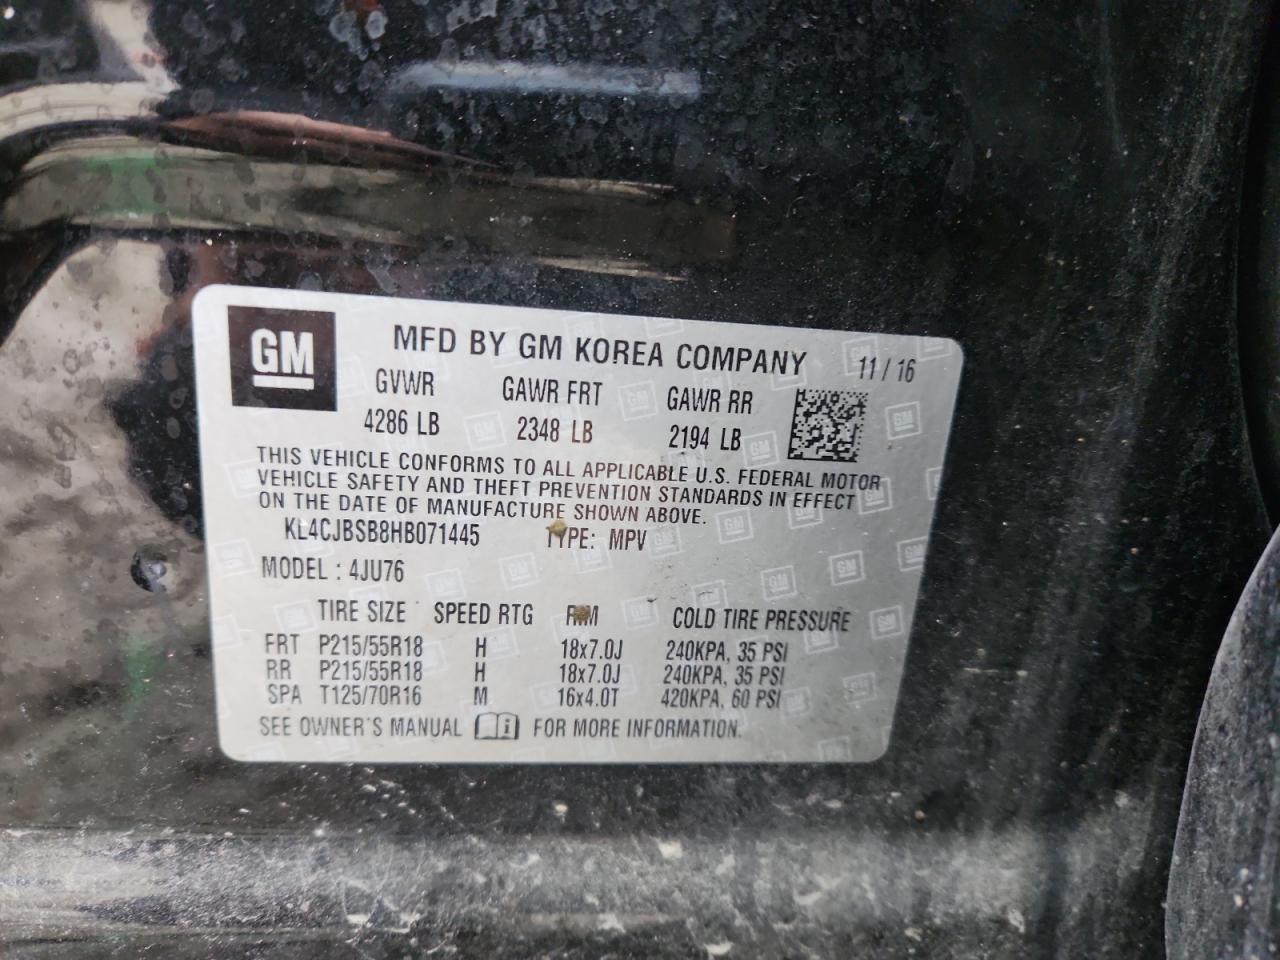 GM
MFD BY GM KOREA COMPANY 11 / 16
GVWR GAWR FRT GAWR RR
4286 LB 2348 LB 2194 LB
THIS VEHICLE CONFORMS TO ALL APPLICABLE U.S. FEDERAL MOTOR
VEHICLE SAFETY AND THEFT PREVENTION STANDARDS IN EFFECT
ON THE DATE OF MANUFACTURE SHOWN ABOVE.
KL4CJBSB8HB071445 TYPE: MPV
MODEL : 4JU76
TIRE SIZE SPEED RTG RIM COLD TIRE PRESSURE
FRT P215/55R18 H 18x7.0J 240KPA, 35 PSI
RR P215/55R18 H 18x7.0J 240KPA, 35 PSI
SPA T125/70R16 M 16x4.0T 420KPA, 60 PSI
SEE OWNER'S MANUAL FOR MORE INFORMATION.